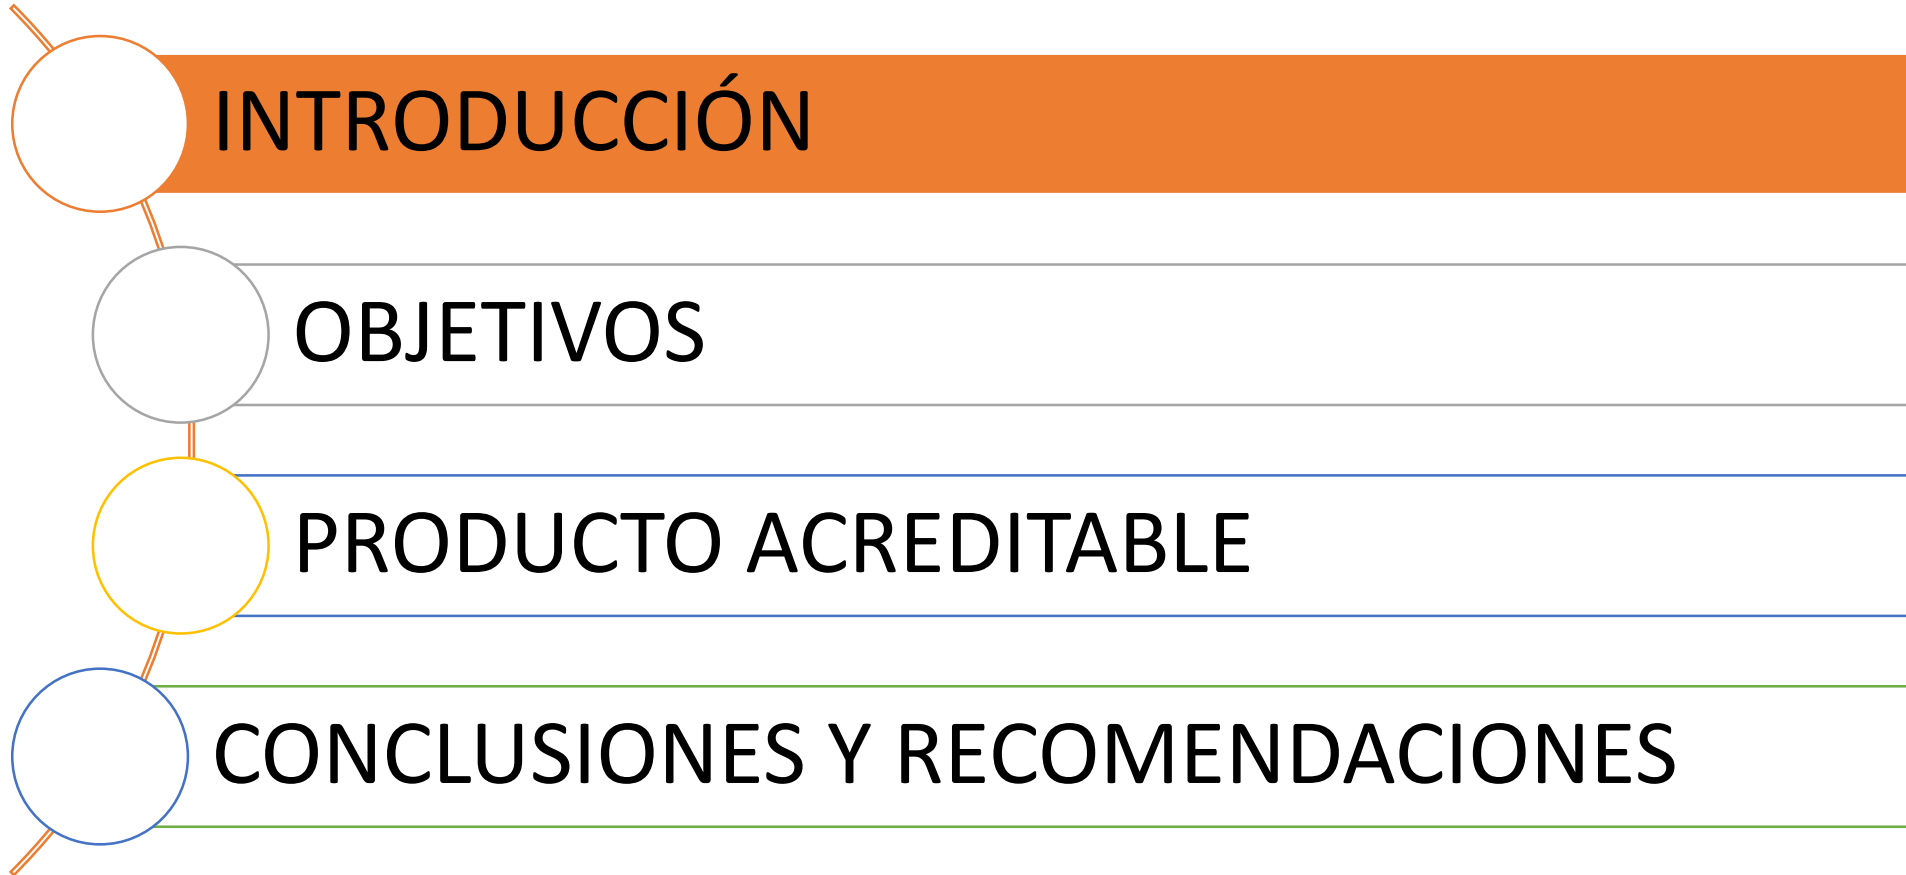 INTRODUCCIÓN
OBJETIVOS
PRODUCTO ACREDITABLE
CONCLUSIONES Y RECOMENDACIONES